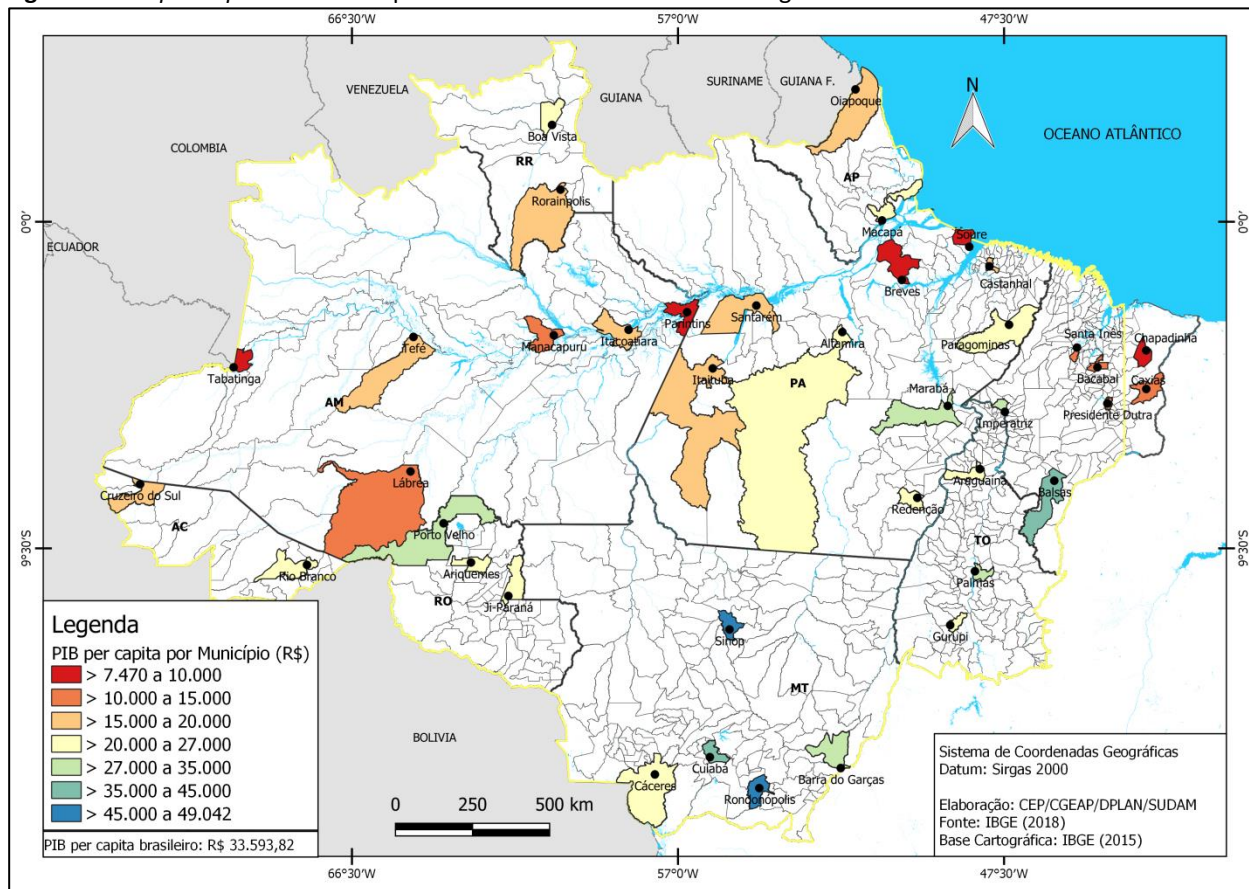 66°30'W 57°0'W 47°30'W
VENEZUELA
SURINAME
GUIANA F.
GUIANA
COLOMBIA
ECUADOR
BOLIVIA
OCEANO ATLÂNTICO
N
0°0'
9°30'S
0°0'
9°30'S
Oiapoque
Boa Vista
RR
AP
Rorainpolis
Macapá
Soure
Castanhal
Breves
Santarém
Parintins
Itacoatiara
Manacapuru
Tefé
Tabatinga
AM
Altamira
Paragominas
Santa Inês
Chapadinha
Itaituba
PA
Bacabal
Caxias
Marabá
Imperatriz
Presidente Dutra
Lábrea
Cruzeiro do Sul
AC
Araguaina
Balsas
Redenção
Porto Velho
TO
Rio Branco
Ariquemes
Palmas
RO
Ji-Paraná
Sinop
Gurupi
MT
Cuiabá
Barra do Garças
Cáceres
Rondonópolis
0 250 500 km
Legenda
PIB per capita por Município (R$)
> 7.470 a 10.000
> 10.000 a 15.000
> 15.000 a 20.000
> 20.000 a 27.000
> 27.000 a 35.000
> 35.000 a 45.000
> 45.000 a 49.042
PIB per capita brasileiro: R$ 33.593,82
Sistema de Coordenadas Geográficas
Datum: Sirgas 2000
Elaboração: CEP/CGEAP/DPLAN/SUDAM
Fonte: IBGE (2018)
Base Cartográfica: IBGE (2015)
66°30'W 57°0'W 47°30'W